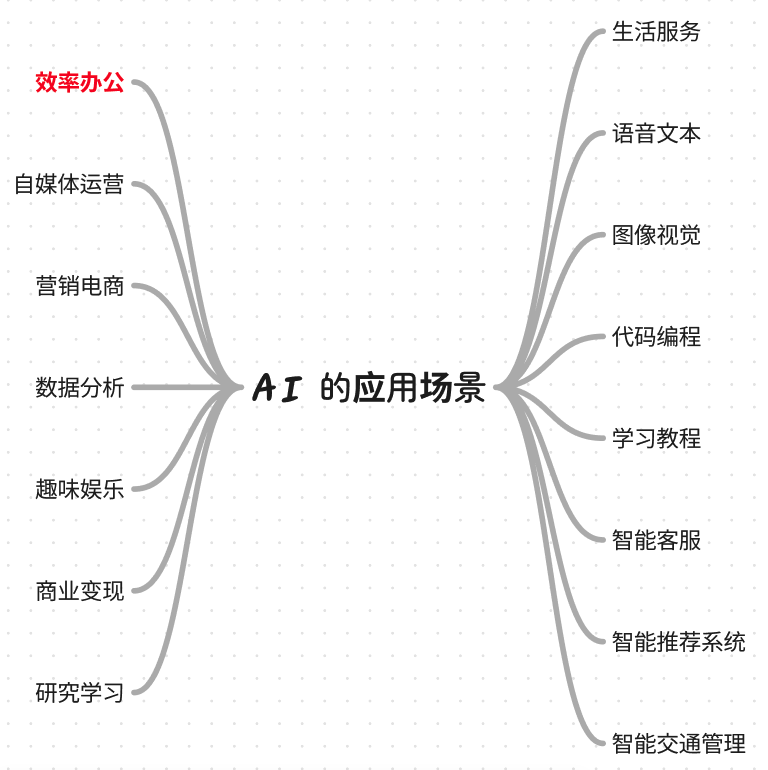 AI 的应用场景
效率办公
自媒体运营
营销电商
数据分析
趣味娱乐
商业变现
研究学习
生活服务
语音文本
图像视觉
代码编程
学习教程
智能客服
智能推荐系统
智能交通管理